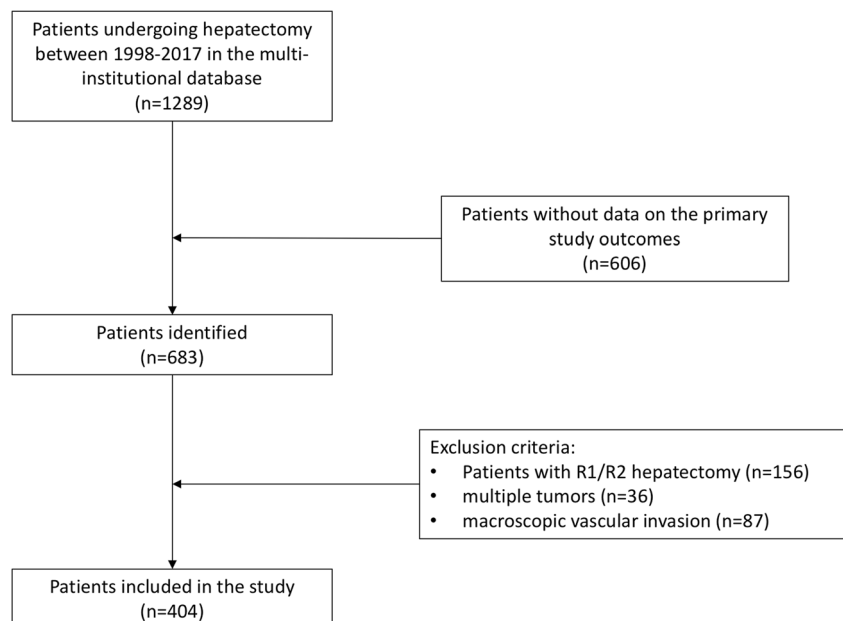 Patients undergoing hepatectomy
between 1998-2017 in the multi-
institutional database
(n=1289)
Patients without data on the primary
study outcomes
(n=606)
Patients identified
(n=683)
Exclusion criteria:
• Patients with R1/R2 hepatectomy (n=156)
• multiple tumors (n=36)
• macroscopic vascular invasion (n=87)
Patients included in the study
(n=404)